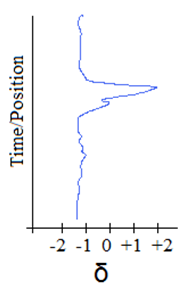 Time/Position
-2 -1 0 +1 +2
δ